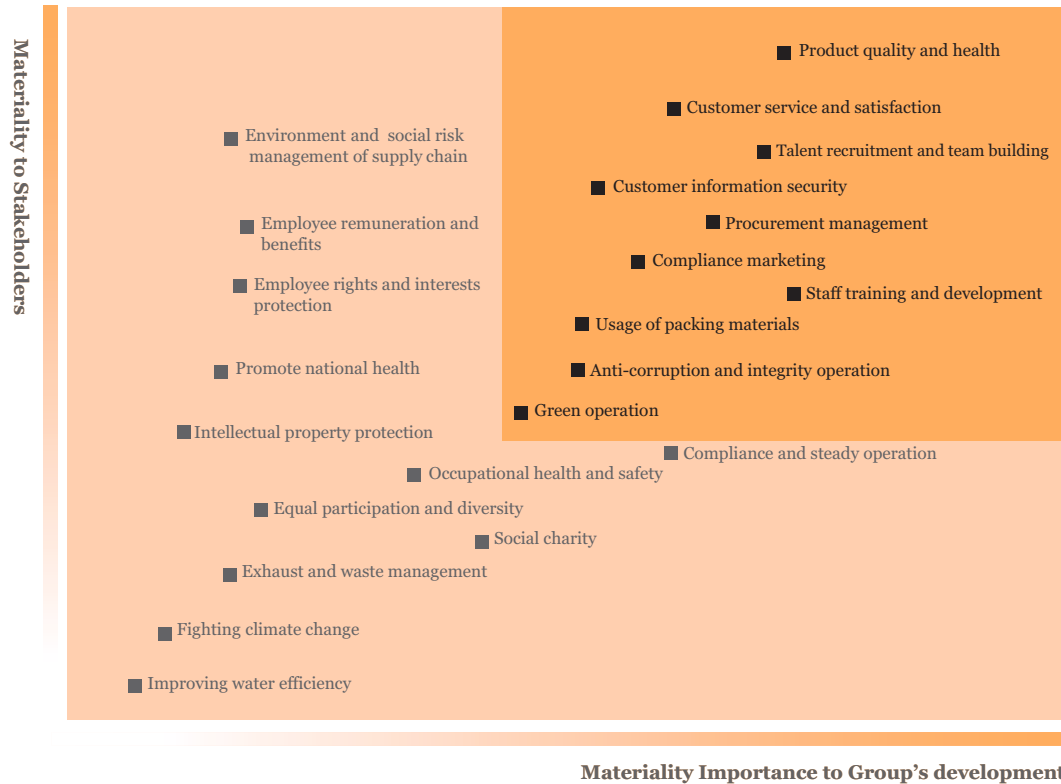 Materiality to Stakeholders
Product quality and health
Customer service and satisfaction
Environment and social risk
management of supply chain
Talent recruitment and team building
Customer information security
Employee remuneration and
benefits
Procurement management
Compliance marketing
Employee rights and interests
protection
Staff training and development
Usage of packing materials
Promote national health
Anti-corruption and integrity operation
Green operation
Intellectual property protection
Compliance and steady operation
Occupational health and safety
Equal participation and diversity
Social charity
Exhaust and waste management
Fighting climate change
Improving water efficiency
Materiality Importance to Group's development